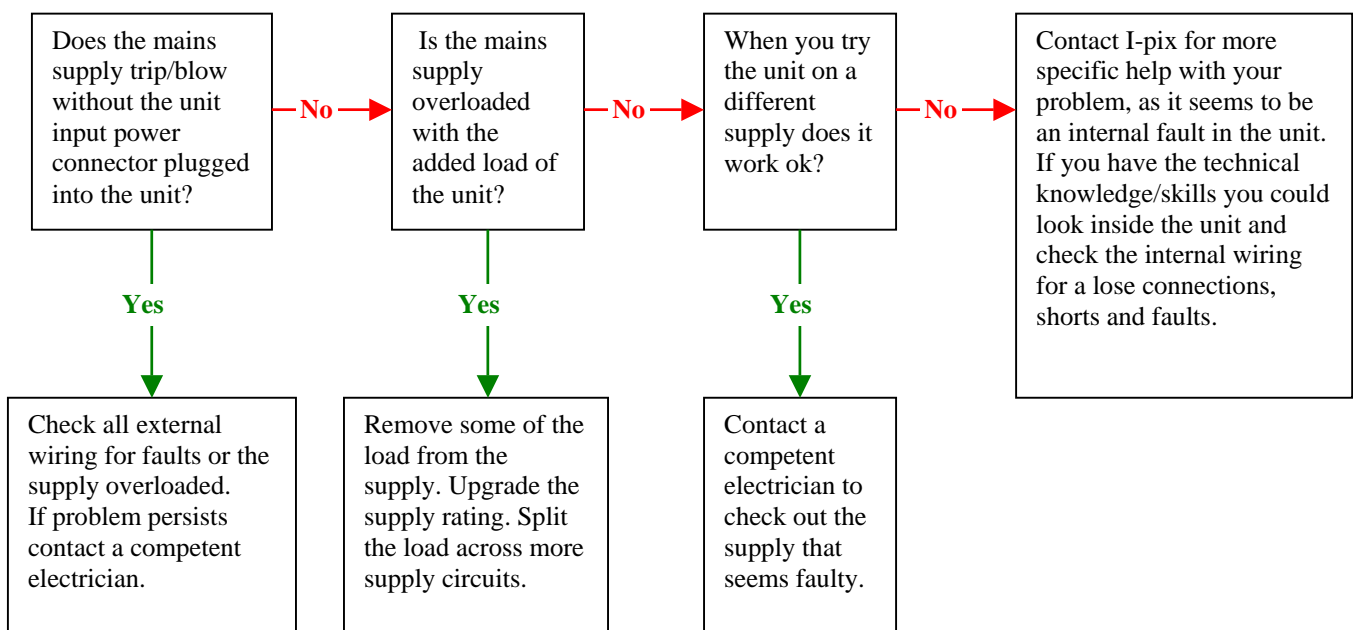 Does the mains
supply trip/blow
without the unit
input power
connector plugged
into the unit?
No
Is the mains
supply
overloaded
with the
added load of
the unit?
No
When you try
the unit on a
different
supply does it
work ok?
No
Contact I-pix for more
specific help with your
problem, as it seems to be
an internal fault in the unit.
If you have the technical
knowledge/skills you could
look inside the unit and
check the internal wiring
for a lose connections,
shorts and faults.
Yes
Yes
Yes
Check all external
wiring for faults or the
supply overloaded.
If problem persists
contact a competent
electrician.
Remove some of the
load from the
supply. Upgrade the
supply rating. Split
the load across more
supply circuits.
Contact a
competent
electrician to
check out the
supply that
seems faulty.